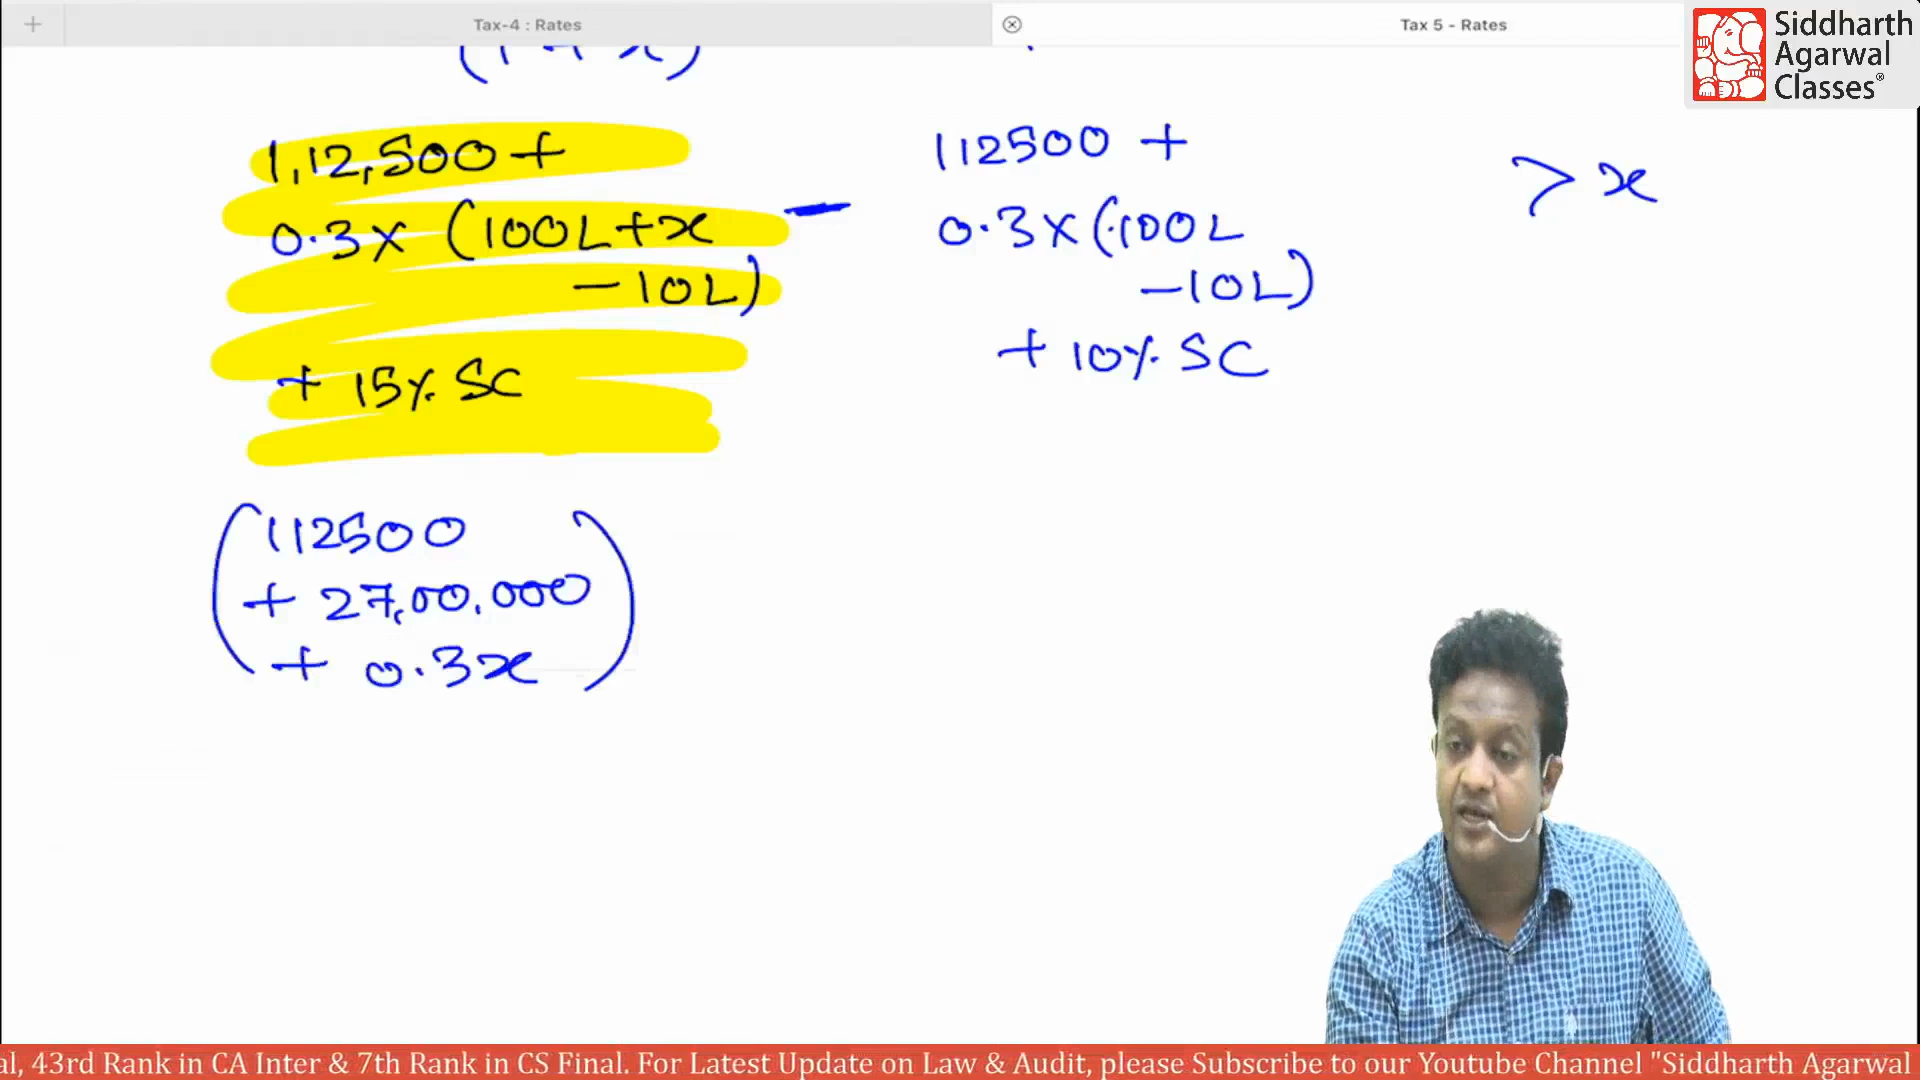 Tax-4 : Rates
Tax 5 - Rates
Siddharth
Agarwal
Classes®
1,12,500 +
0.3 x (100L + x
- 10L)
+ 15% SC
-
112500 +
0.3 x (100L
- 10L)
+ 10% SC
> x
(112500
+ 27,00,000
+ 0.3x)
al, 43rd Rank in CA Inter & 7th Rank in CS Final. For Latest Update on Law & Audit, please Subscribe to our Youtube Channel "Siddharth Agarwal